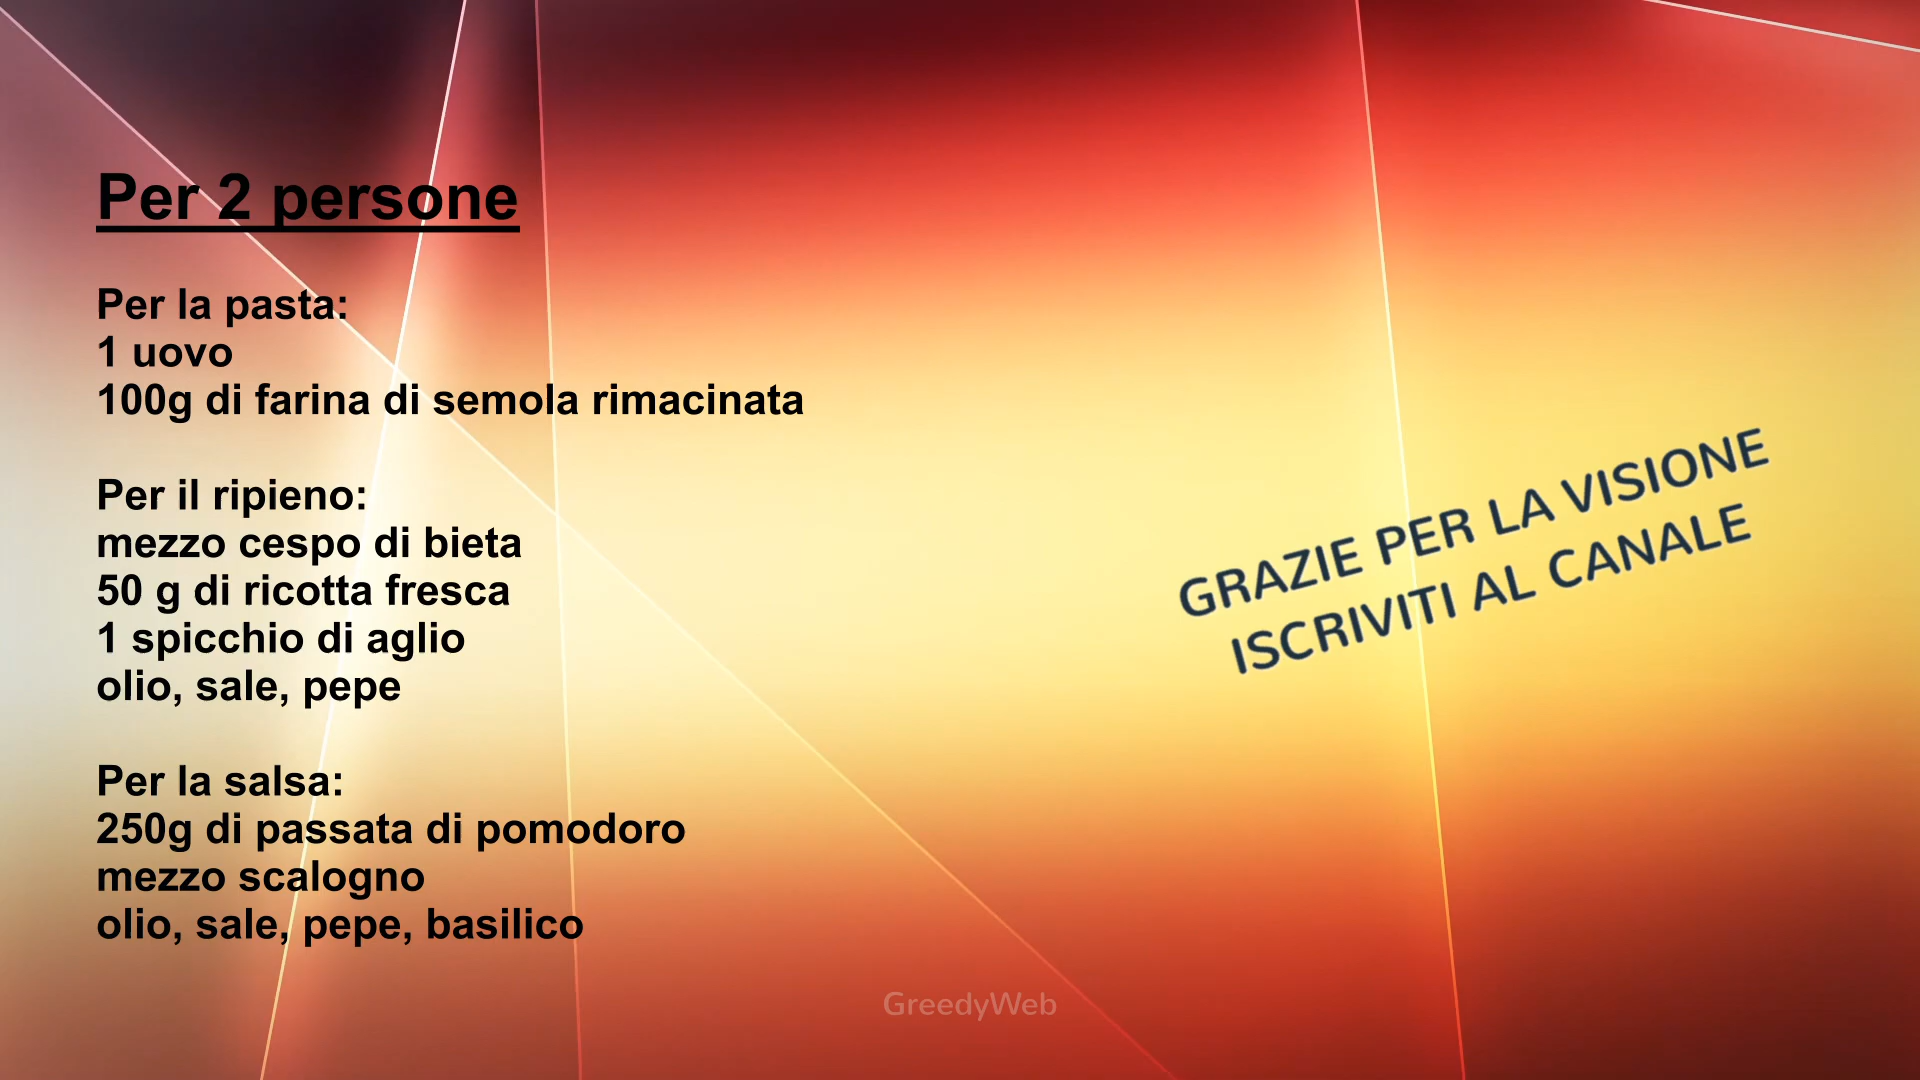 Per 2 persone
Per la pasta:
1 uovo
100g di farina di semola rimacinata
Per il ripieno:
mezzo cespo di bieta
50 g di ricotta fresca
1 spicchio di aglio
olio, sale, pepe
Per la salsa:
250g di passata di pomodoro
mezzo scalogno
olio, sale, pepe, basilico
GRAZIE PER LA VISIONE
ISCRIVITI AL CANALE
GreedyWeb